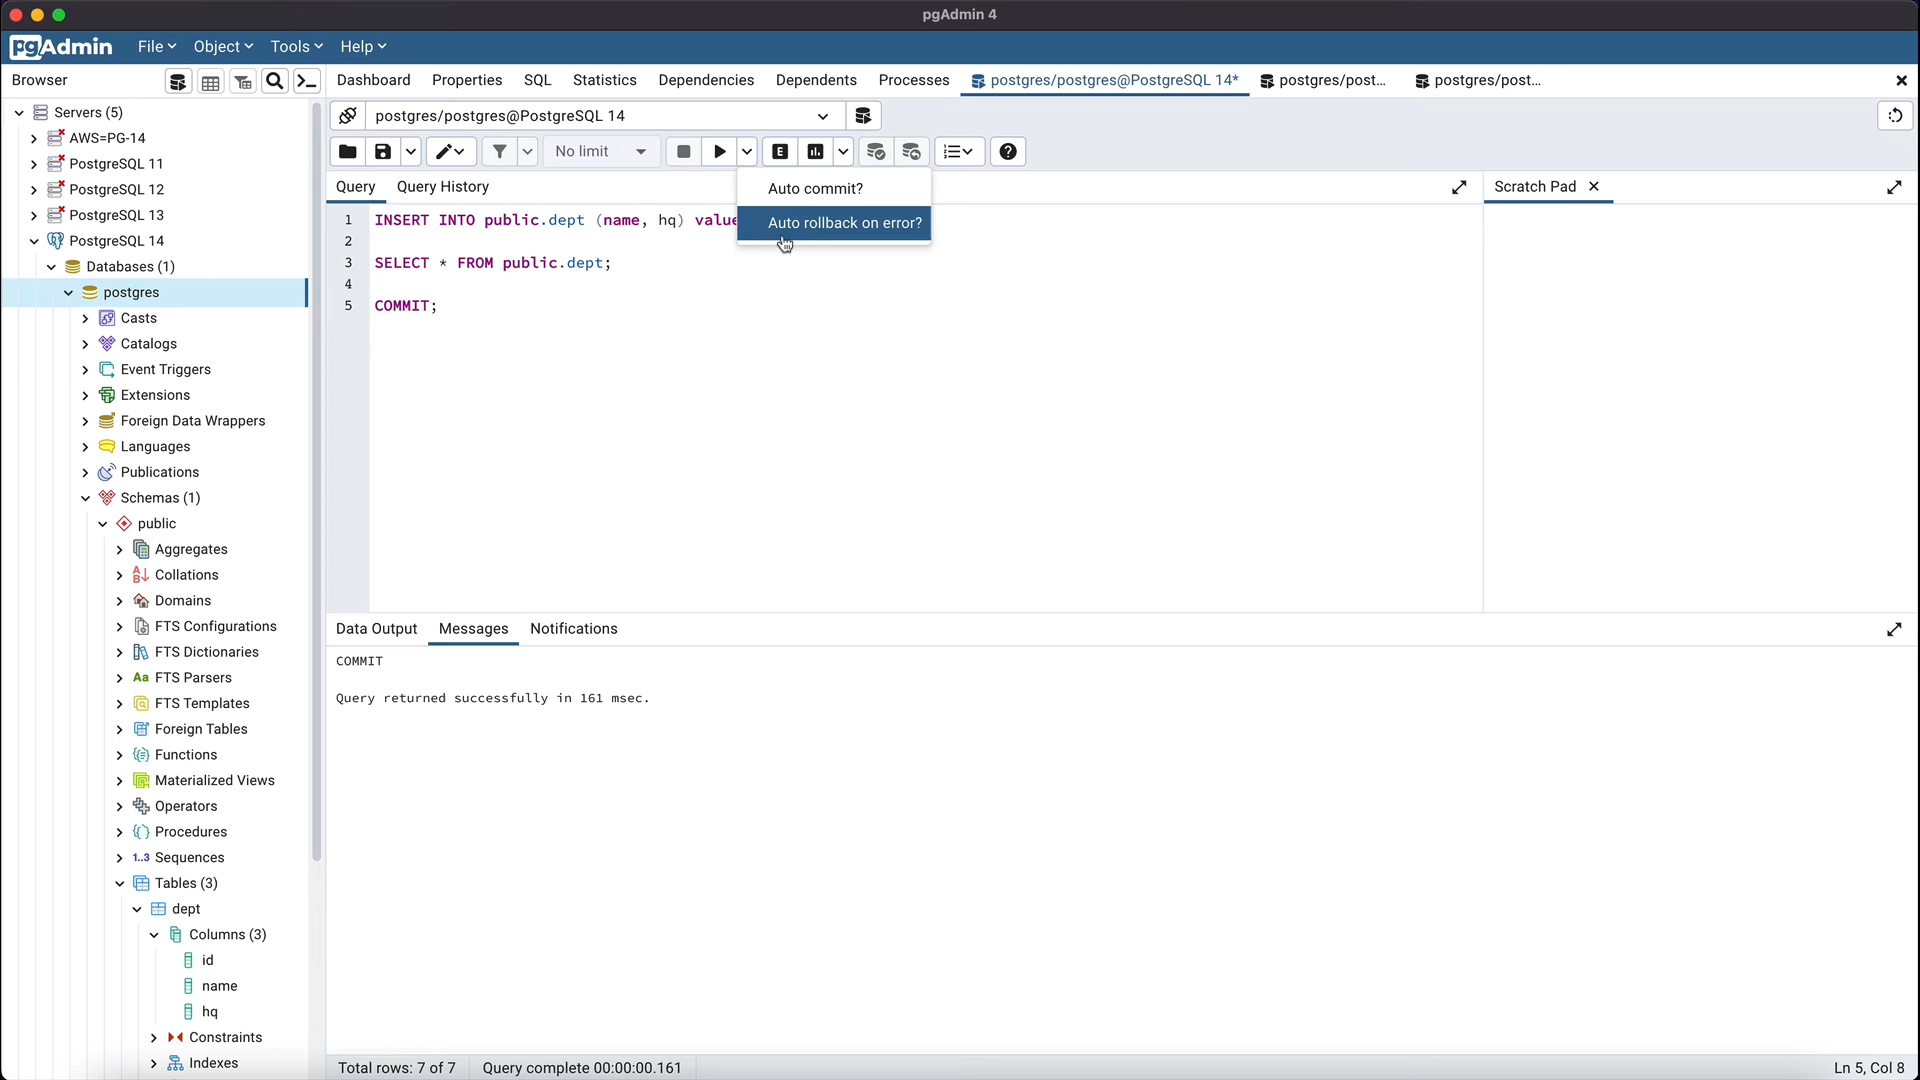 pgAdmin 4
pgAdmin File Object Tools Help
Browser Dashboard Properties SQL Statistics Dependencies Dependents Processes postgres/postgres@PostgreSQL 14* postgres/post... postgres/post...
Servers (5)
AWS=PG-14
PostgreSQL 11
PostgreSQL 12
PostgreSQL 13
PostgreSQL 14
Databases (1)
postgres
Casts
Catalogs
Event Triggers
Extensions
Foreign Data Wrappers
Languages
Publications
Schemas (1)
public
Aggregates
Collations
Domains
FTS Configurations
FTS Dictionaries
Aa FTS Parsers
FTS Templates
Foreign Tables
Functions
Materialized Views
Operators
Procedures
1..3 Sequences
Tables (3)
dept
Columns (3)
id
name
hq
Constraints
Indexes
postgres/postgres@PostgreSQL 14
No limit E
Query Query History
Auto commit?
Auto rollback on error?
Scratch Pad
1 INSERT INTO public.dept (name, hq) value
2
3 SELECT * FROM public.dept;
4
5 COMMIT;
Data Output Messages Notifications
COMMIT
Query returned successfully in 161 msec.
Total rows: 7 of 7 Query complete 00:00:00.161 Ln 5, Col 8